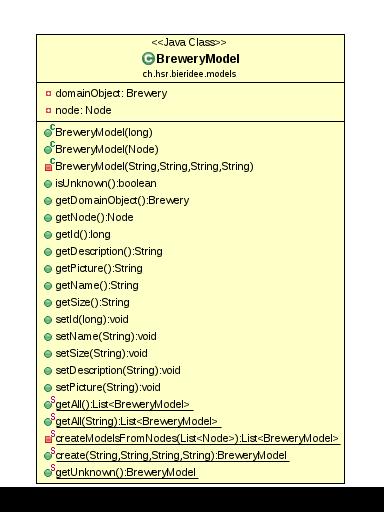 <<Java Class>>
BreweryModel
ch.hsr.bieridee.models
domainObject: Brewery
node: Node
BreweryModel(long)
BreweryModel(Node)
BreweryModel(String,String,String,String)
isUnknown():boolean
getDomainObject():Brewery
getNode():Node
getId():long
getDescription():String
getPicture():String
getName():String
getSize():String
setId(long):void
setName(String):void
setSize(String):void
setDescription(String):void
setPicture(String):void
getAll():List<BreweryModel>
getAll(String):List<BreweryModel>
createModelsFromNodes(List<Node>):List<BreweryModel>
create(String,String,String,String):BreweryModel
getUnknown():BreweryModel